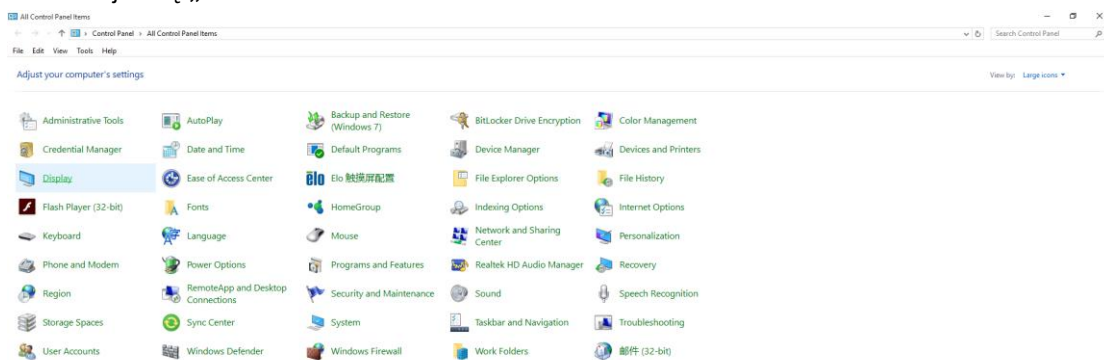 All Control Panel Items
Control Panel > All Control Panel Items
Search Control Panel
File Edit View Tools Help
Adjust your computer's settings
View by: Large icons
Administrative Tools
AutoPlay
Backup and Restore
(Windows 7)
BitLocker Drive Encryption
Color Management
Credential Manager
Date and Time
Default Programs
Device Manager
Devices and Printers
Display
Ease of Access Center
elo Elo 触摸屏配置
File Explorer Options
File History
Flash Player (32-bit)
Fonts
HomeGroup
Indexing Options
Internet Options
Keyboard
Language
Mouse
Network and Sharing
Center
Personalization
Phone and Modem
Power Options
Programs and Features
Realtek HD Audio Manager
Recovery
Region
RemoteApp and Desktop
Connections
Security and Maintenance
Sound
Speech Recognition
Storage Spaces
Sync Center
System
Taskbar and Navigation
Troubleshooting
User Accounts
Windows Defender
Windows Firewall
Work Folders
邮件 (32-bit)